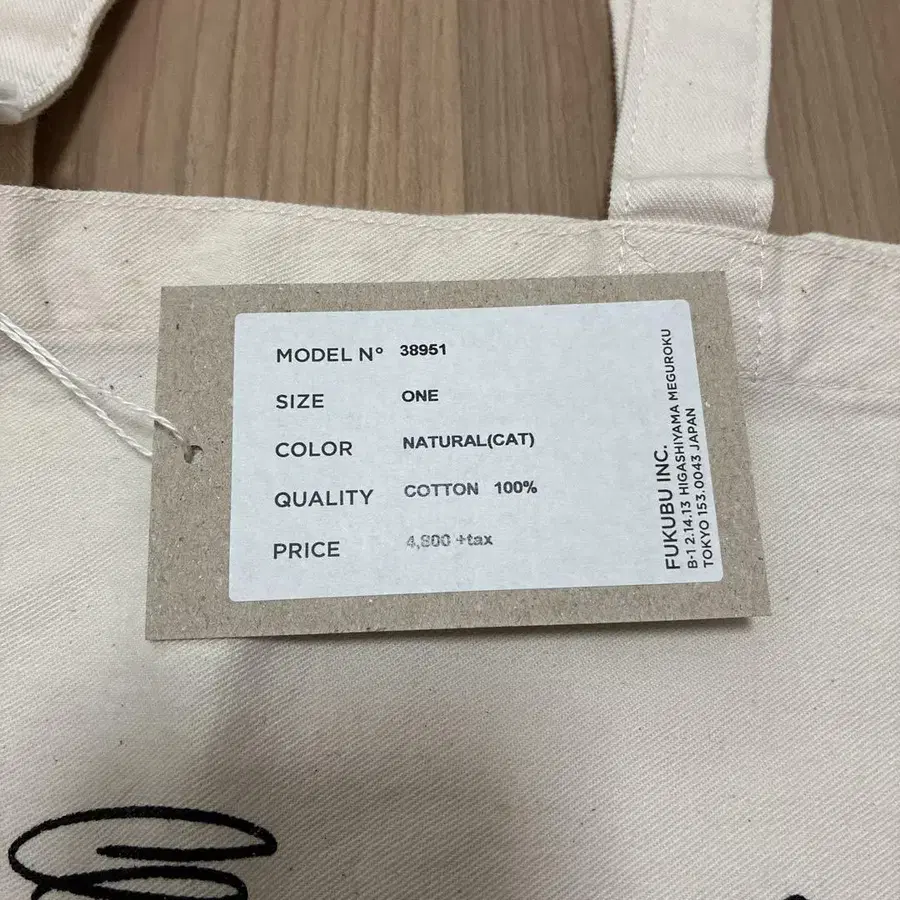 MODEL Nº 38951
SIZE ONE
COLOR NATURAL(CAT)
QUALITY COTTON 100%
PRICE 4,800 +tax
FUKUBU INC.
B-1 2.14.13 HIGASHIYAMA MEGUROKU
TOKYO 153.0043 JAPAN